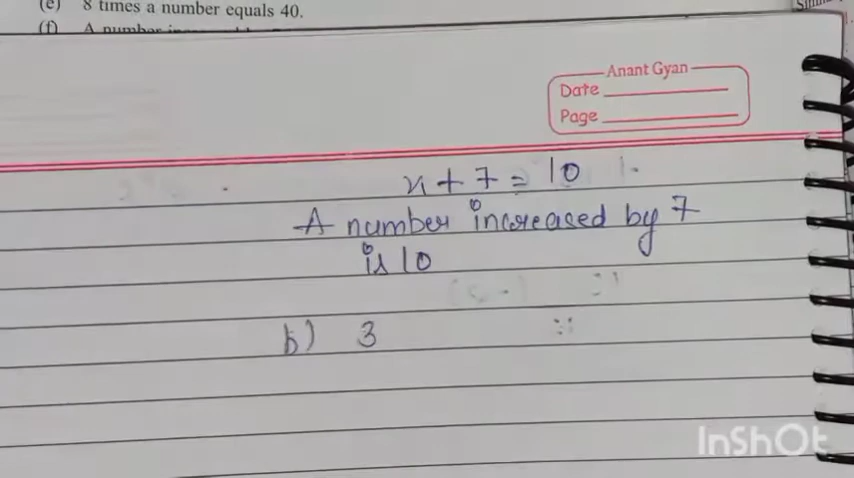 (e) 8 times a number equals 40.
(f) A number
Anant Gyan
Date
Page
x + 7 = 10
A number increased by 7
is 10
b) 3
InShOt